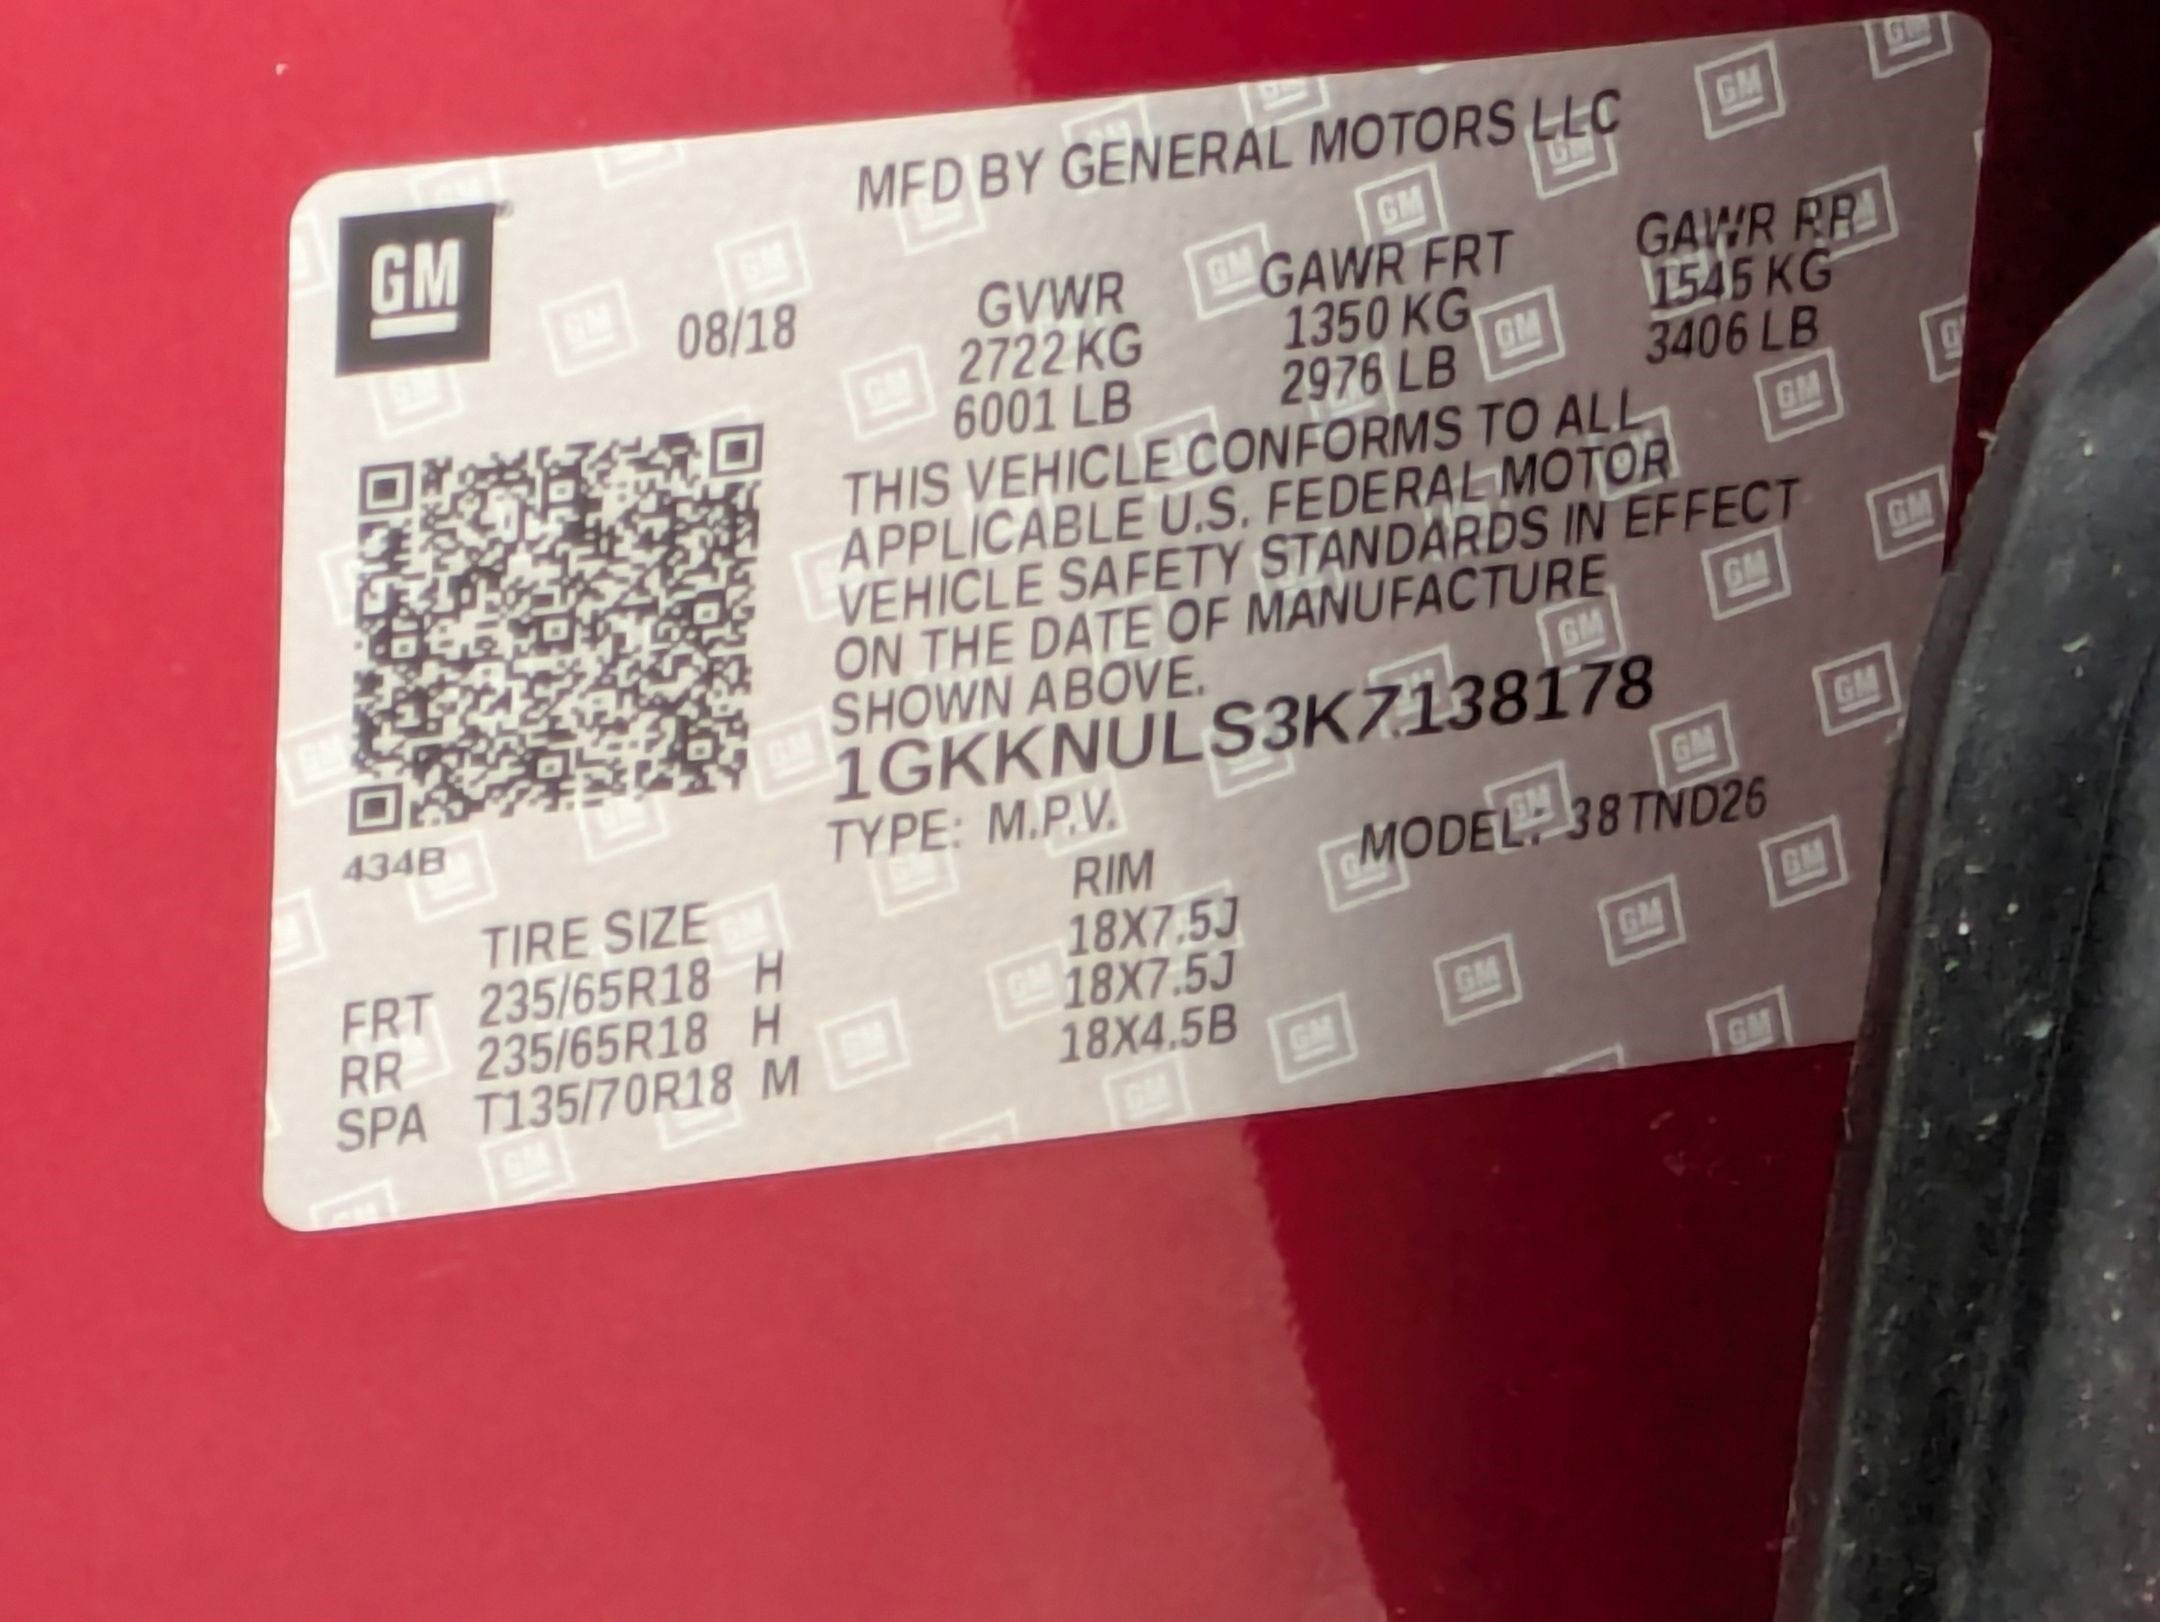 MFD BY GENERAL MOTORS LLC
GM
08/18
GVWR GAWR FRT GAWR RR
2722 KG 1350 KG 1545 KG
6001 LB 2976 LB 3406 LB
THIS VEHICLE CONFORMS TO ALL
APPLICABLE U.S. FEDERAL MOTOR
VEHICLE SAFETY STANDARDS IN EFFECT
ON THE DATE OF MANUFACTURE
SHOWN ABOVE.
1GKKNULS3K7138178
TYPE: M.P.V. MODEL: 38TND26
434B
TIRE SIZE RIM
FRT 235/65R18 H 18X7.5J
RR 235/65R18 H 18X7.5J
SPA T135/70R18 M 18X4.5B